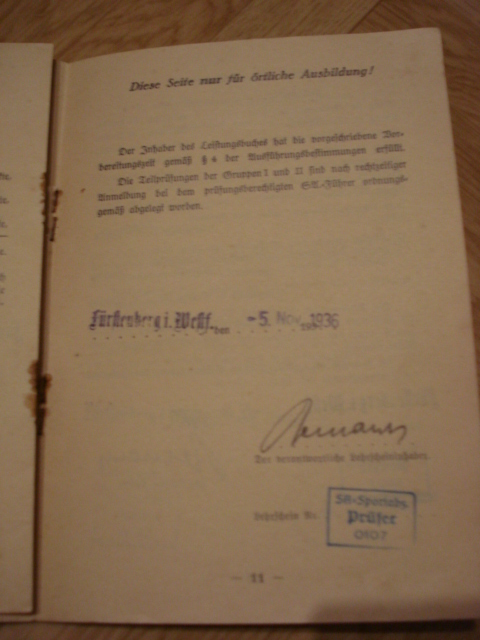 Diese Seite nur für örtliche Ausbildung!
Der Inhaber des Leistungsbuches hat die vorgeschriebene Vor-
bereitungszeit gemäß § 4 der Ausführungsbestimmungen erfüllt.
Die Teilprüfungen der Gruppen I und II sind nach rechtzeitiger
Anmeldung bei dem prüfungsberechtigten SA.-Führer ordnungs-
gemäß abgelegt worden.
Fürstenberg i. Westf. den -5. Nov. 1936
Der verantwortliche Lehrscheininhaber.
Lehrschein Nr.
SA-Sportabz.
Prüfer
0107
— 11 —